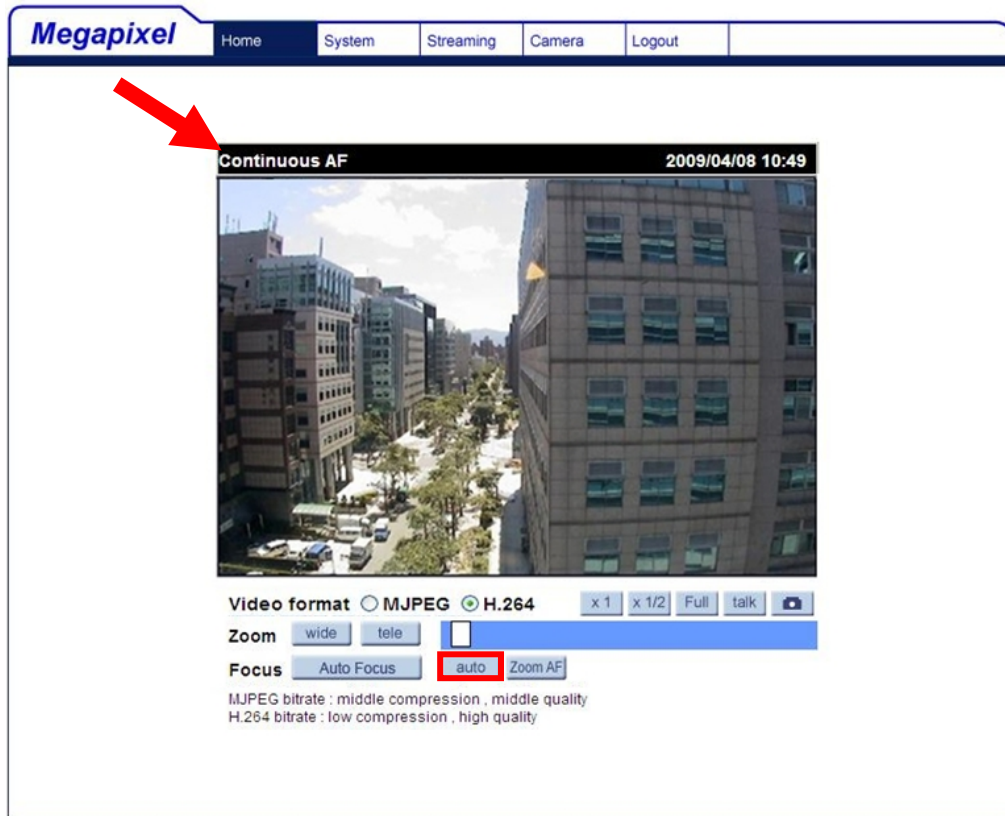 Megapixel
Home System Streaming Camera Logout
Continuous AF 2009/04/08 10:49
Video format MJPEG H.264 x 1 x 1/2 Full talk
Zoom wide tele
Focus Auto Focus auto Zoom AF
MJPEG bitrate : middle compression , middle quality
H.264 bitrate : low compression , high quality